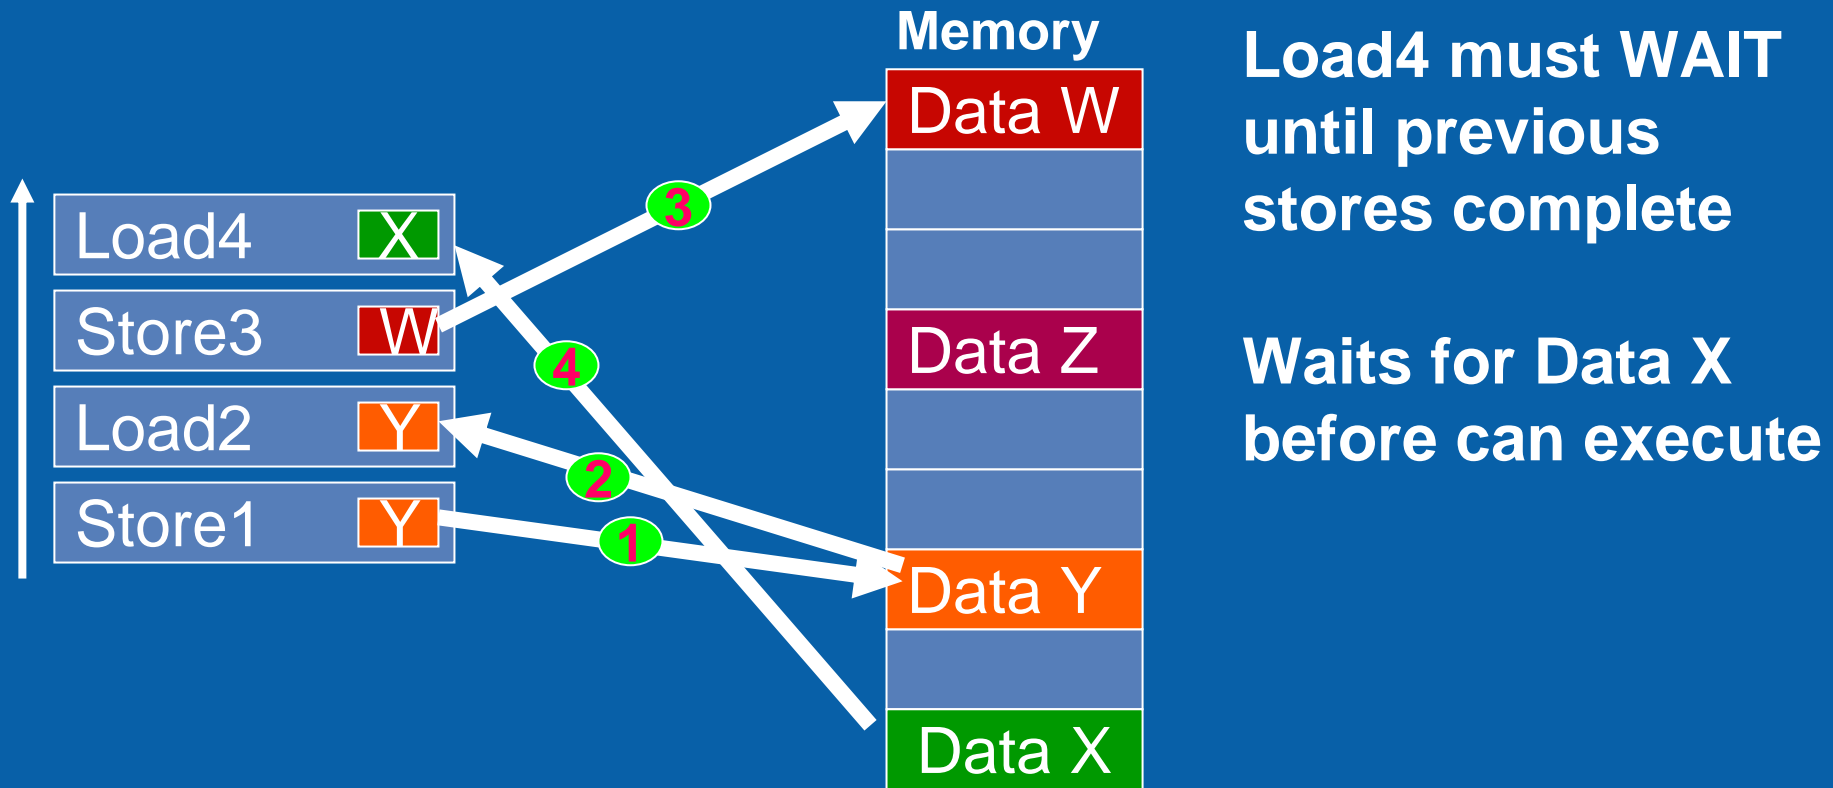 Memory
Data W
Data Z
Data Y
Data X
Load4 X
Store3 W
Load2 Y
Store1 Y
3
4
2
1
Load4 must WAIT
until previous
stores complete
Waits for Data X
before can execute